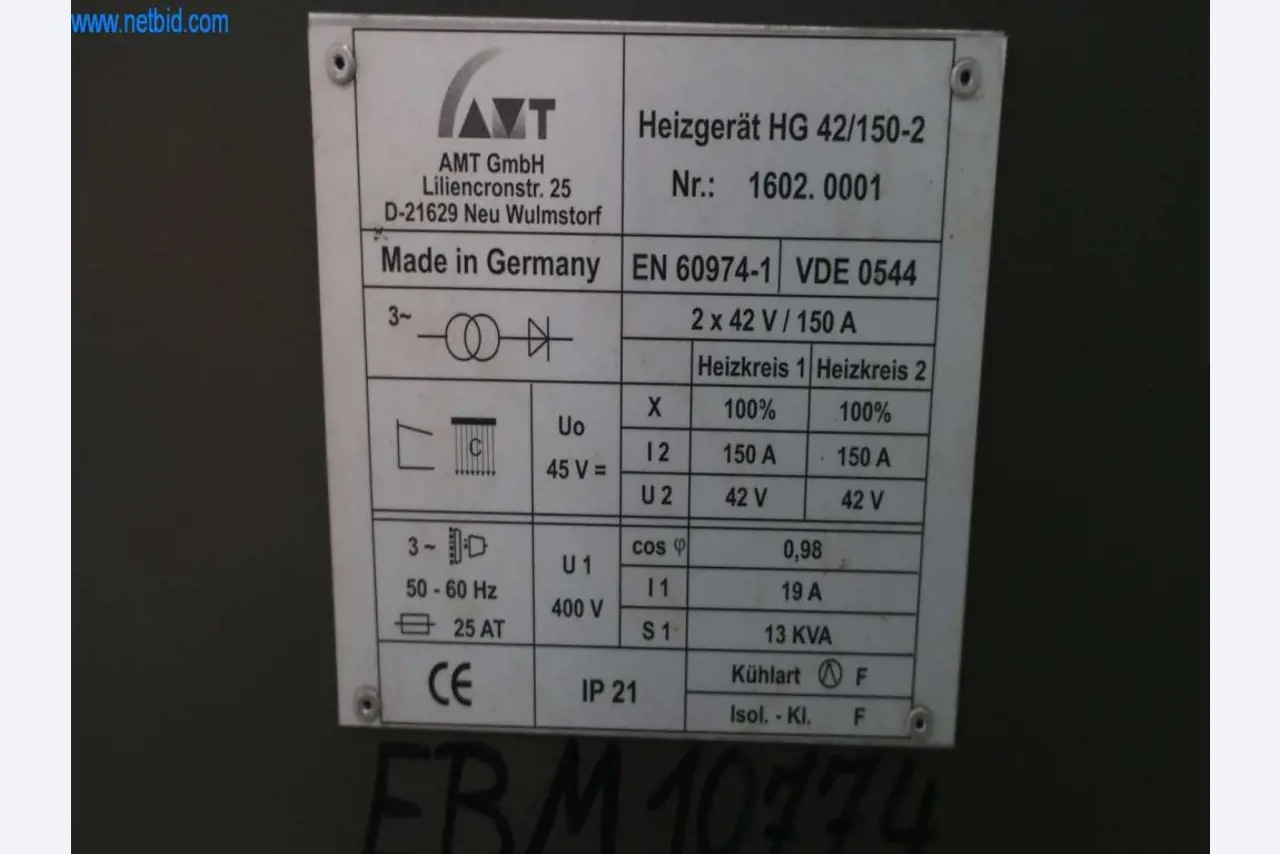 www.netbid.com
AMT
AMT GmbH
Liliencronstr. 25
D-21629 Neu Wulmstorf
Heizgerät HG 42/150-2
Nr.: 1602. 0001
Made in Germany
EN 60974-1 VDE 0544
3~
2 x 42 V / 150 A
Heizkreis 1 Heizkreis 2
C
Uo
45 V =
X 100% 100%
I 2 150 A 150 A
U 2 42 V 42 V
3 ~
50 - 60 Hz
25 AT
U 1
400 V
cos φ 0,98
I 1 19 A
S 1 13 KVA
CE
IP 21
Kühlart F
Isol. - Kl. F
EBM10774